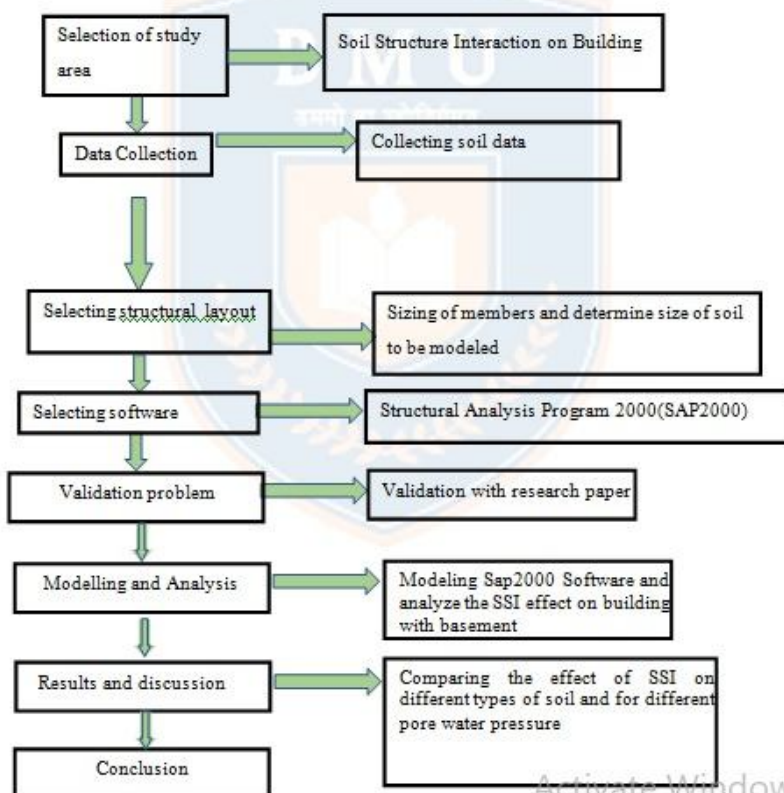 Selection of study
area
Soil Structure Interaction on Building
D M U
Data Collection
Collecting soil data
Selecting structural layout
Sizing of members and determine size of soil
to be modeled
Selecting software
Structural Analysis Program 2000(SAP2000)
Validation problem
Validation with research paper
Modelling and Analysis
Modeling Sap2000 Software and
analyze the SSI effect on building
with basement
Results and discussion
Comparing the effect of SSI on
different types of soil and for different
pore water pressure
Conclusion
Activate Window